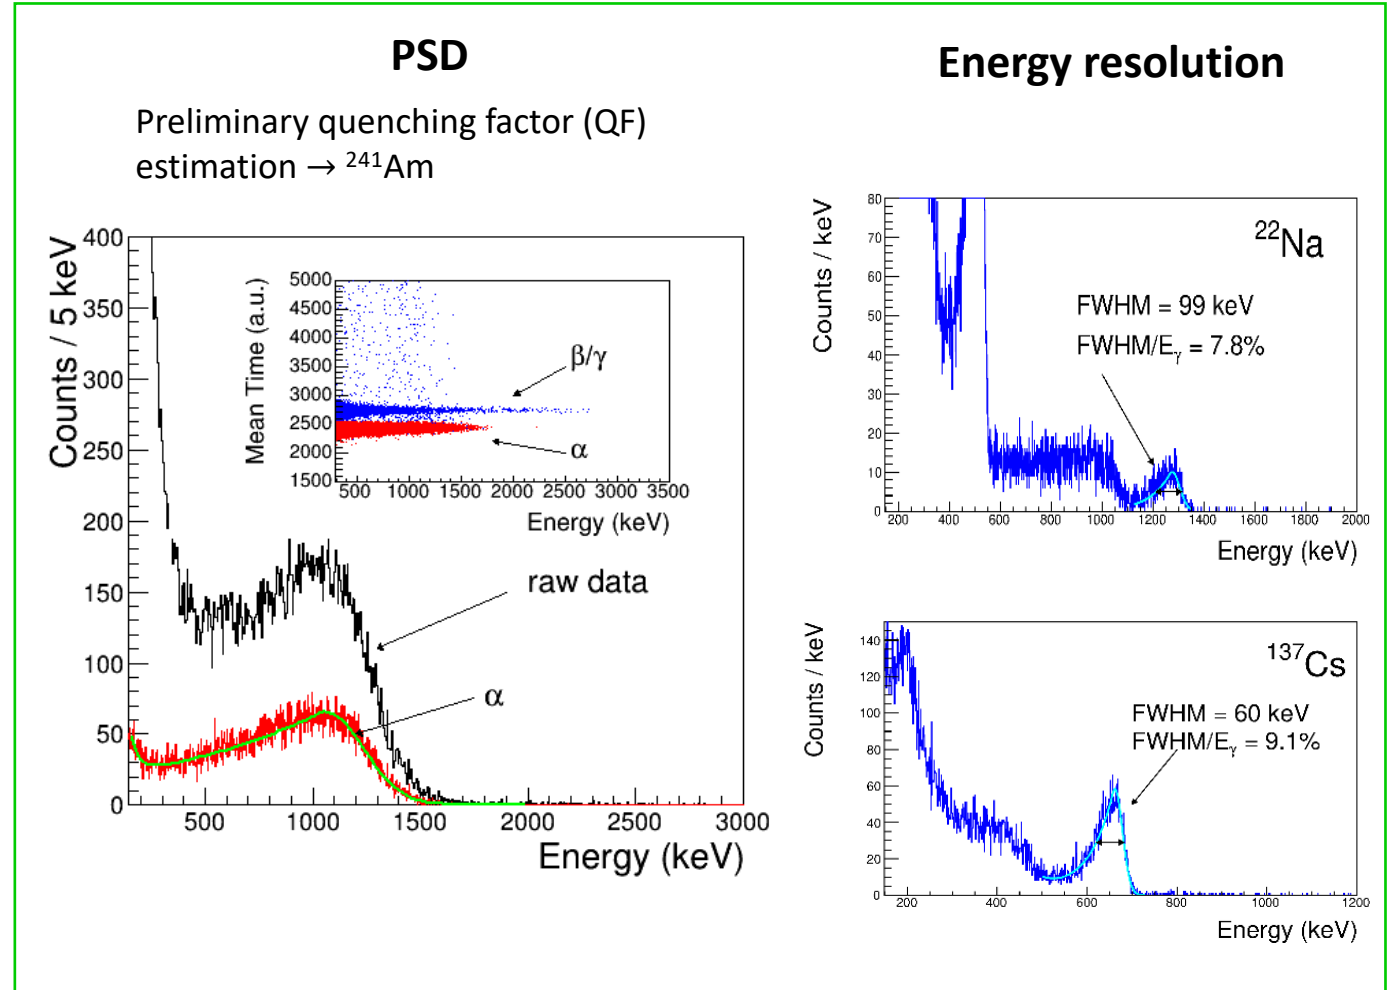 PSD
Preliminary quenching factor (QF)
estimation → ²⁴¹Am
Counts / 5 keV
400
350
300
250
200
150
100
50
0
500
1000
1500
2000
2500
3000
Energy (keV)
raw data
α
Mean Time (a.u.)
5000
4500
4000
3500
3000
2500
2000
1500
500
1000
1500
2000
2500
3000
3500
Energy (keV)
β/γ
α
Energy resolution
Counts / keV
80
70
60
50
40
30
20
10
0
200
400
600
800
1000
1200
1400
1600
1800
2000
Energy (keV)
²²Na
FWHM = 99 keV
FWHM/Eᵧ = 7.8%
Counts / keV
140
120
100
80
60
40
20
0
200
400
600
800
1000
1200
Energy (keV)
¹³⁷Cs
FWHM = 60 keV
FWHM/Eᵧ = 9.1%